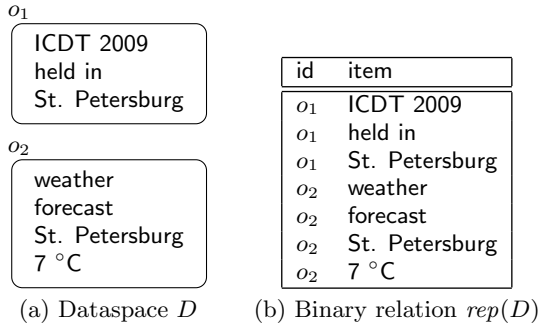 o₁
ICDT 2009
held in
St. Petersburg
o₂
weather
forecast
St. Petersburg
7 °C
(a) Dataspace D
id item
o₁ ICDT 2009
o₁ held in
o₁ St. Petersburg
o₂ weather
o₂ forecast
o₂ St. Petersburg
o₂ 7 °C
(b) Binary relation rep(D)